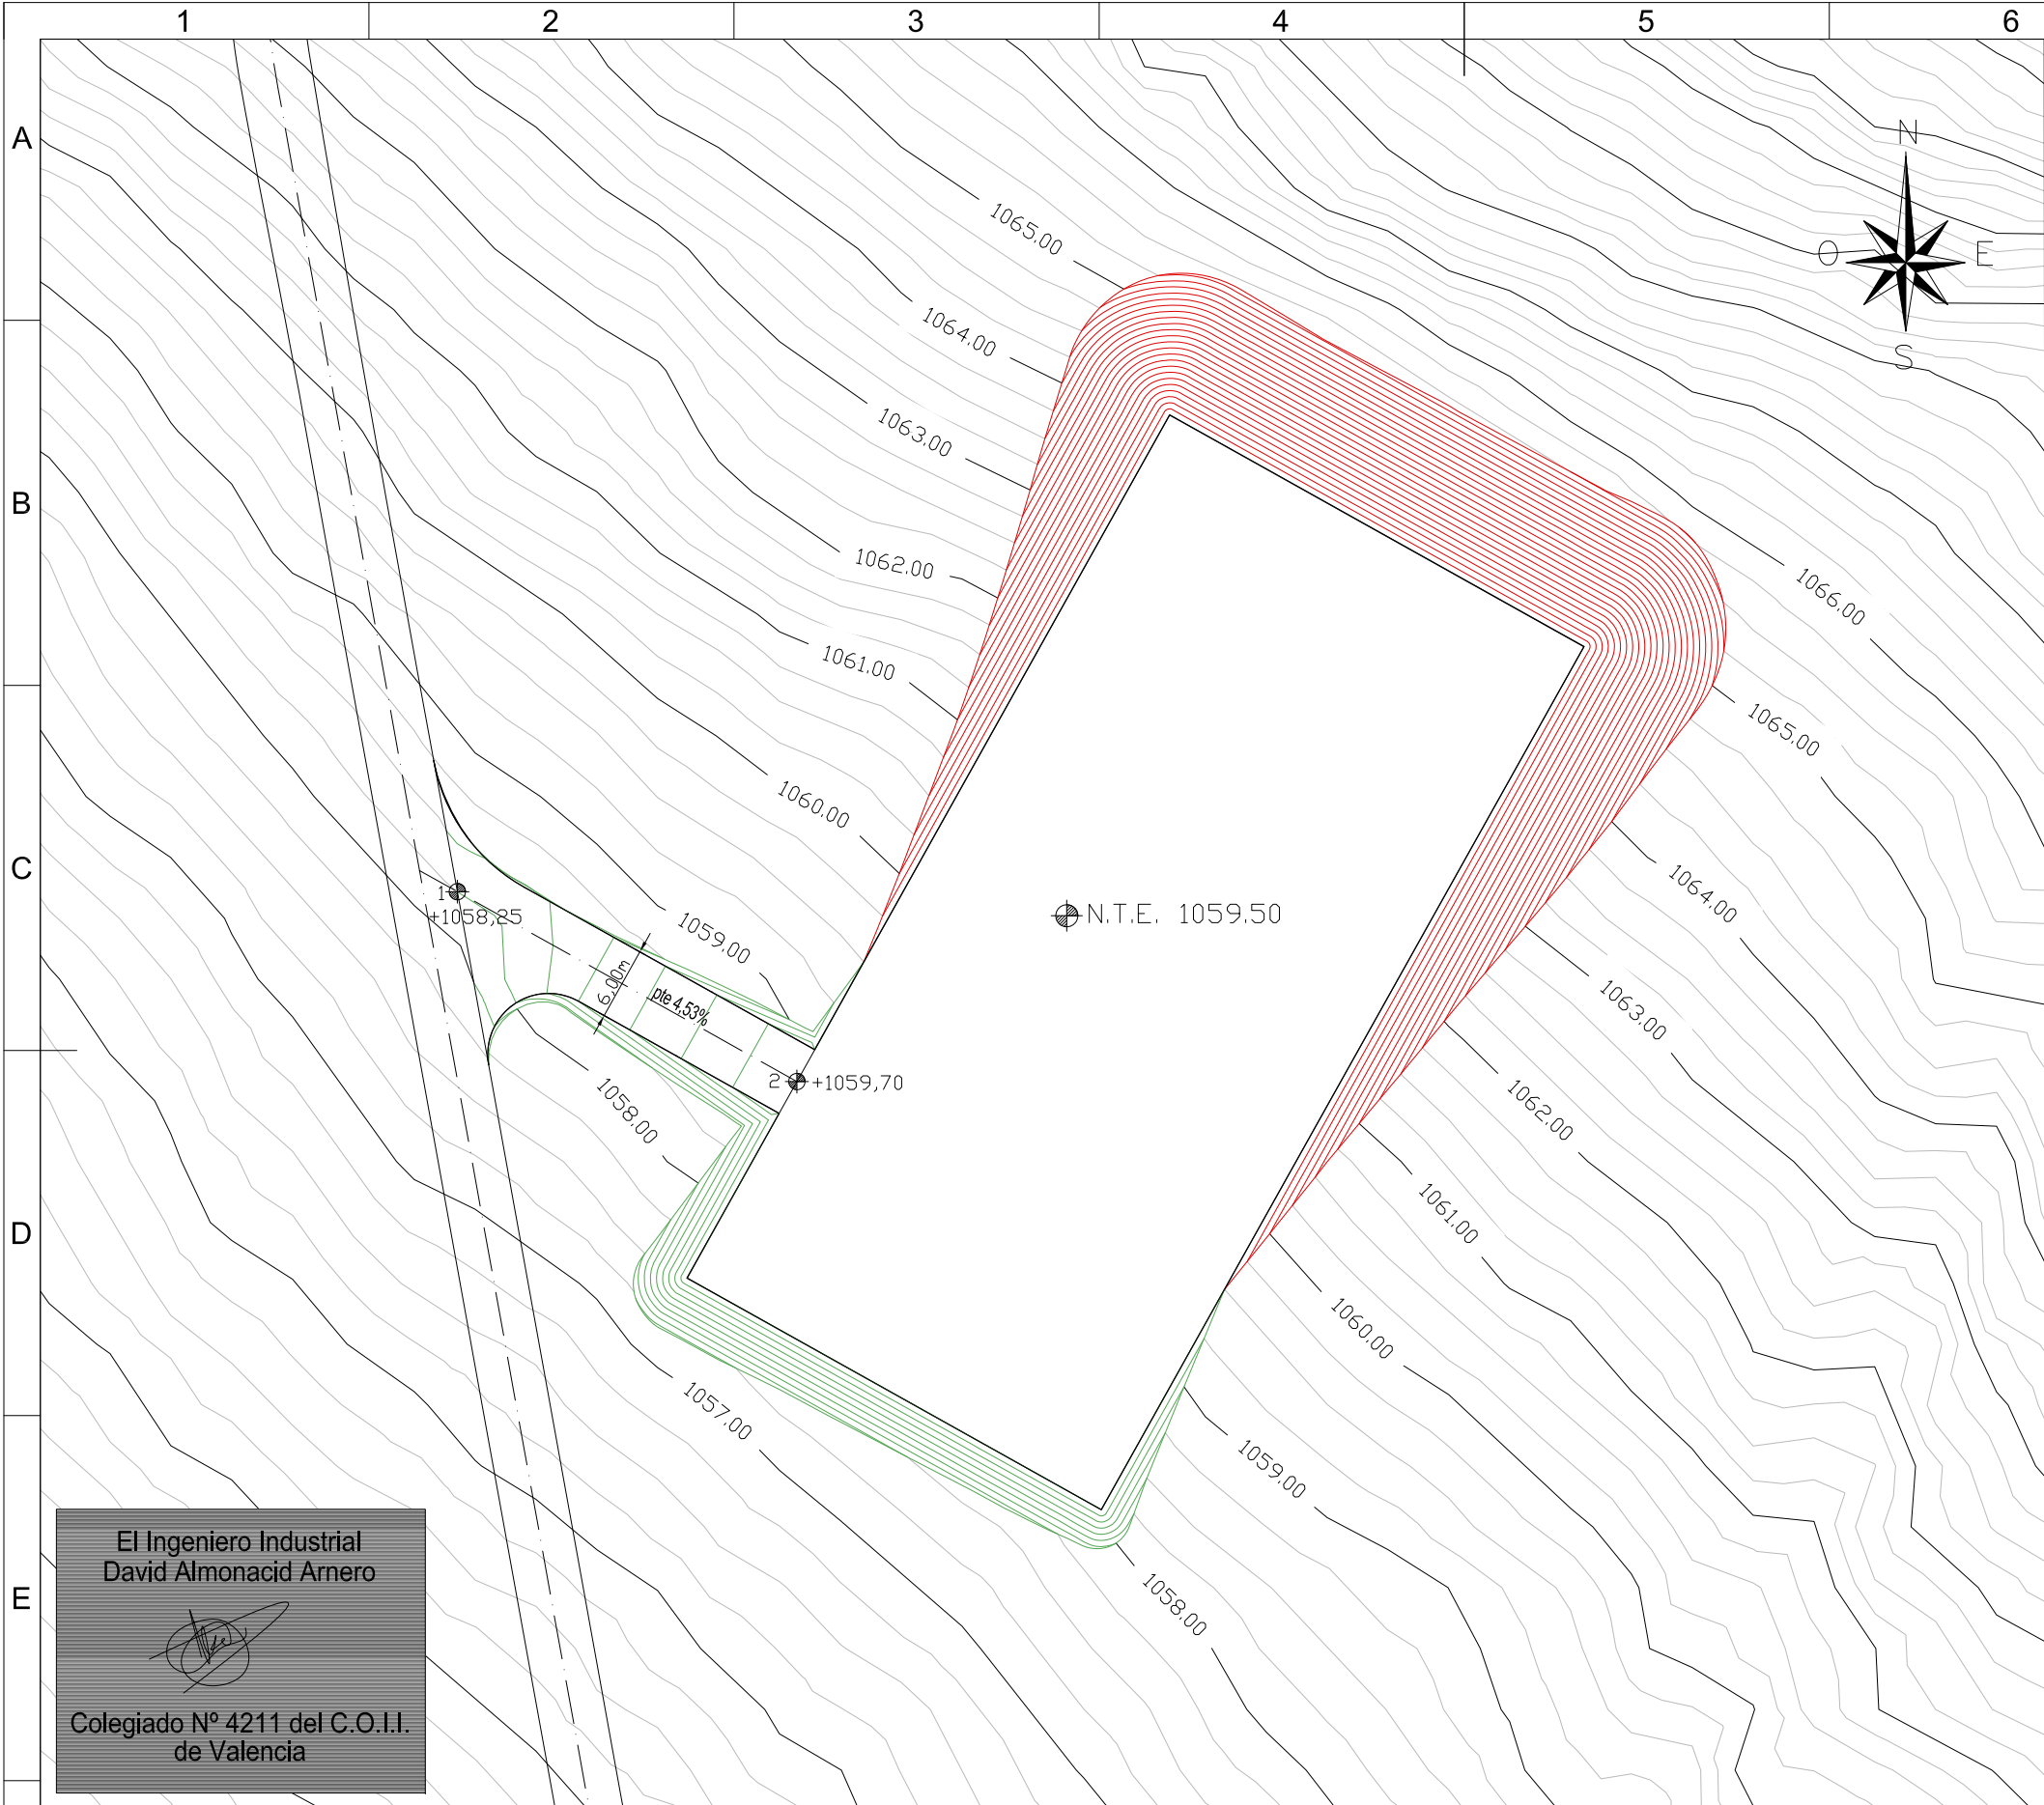 1 2 3 4 5 6
A
N
O E
S
1065.00
1064.00
1063.00
B
1062.00
1066.00
1061.00
1065.00
1060.00
C
1064.00
1
+1058,25
1059.00
N.T.E. 1059.50
6,00m
pte 4,53%
1063.00
2 +1059,70
1058.00
1062.00
D
1061.00
1060.00
1057.00
1059.00
E
1058.00
El Ingeniero Industrial
David Almonacid Arnero
Colegiado Nº 4211 del C.O.I.I.
de Valencia